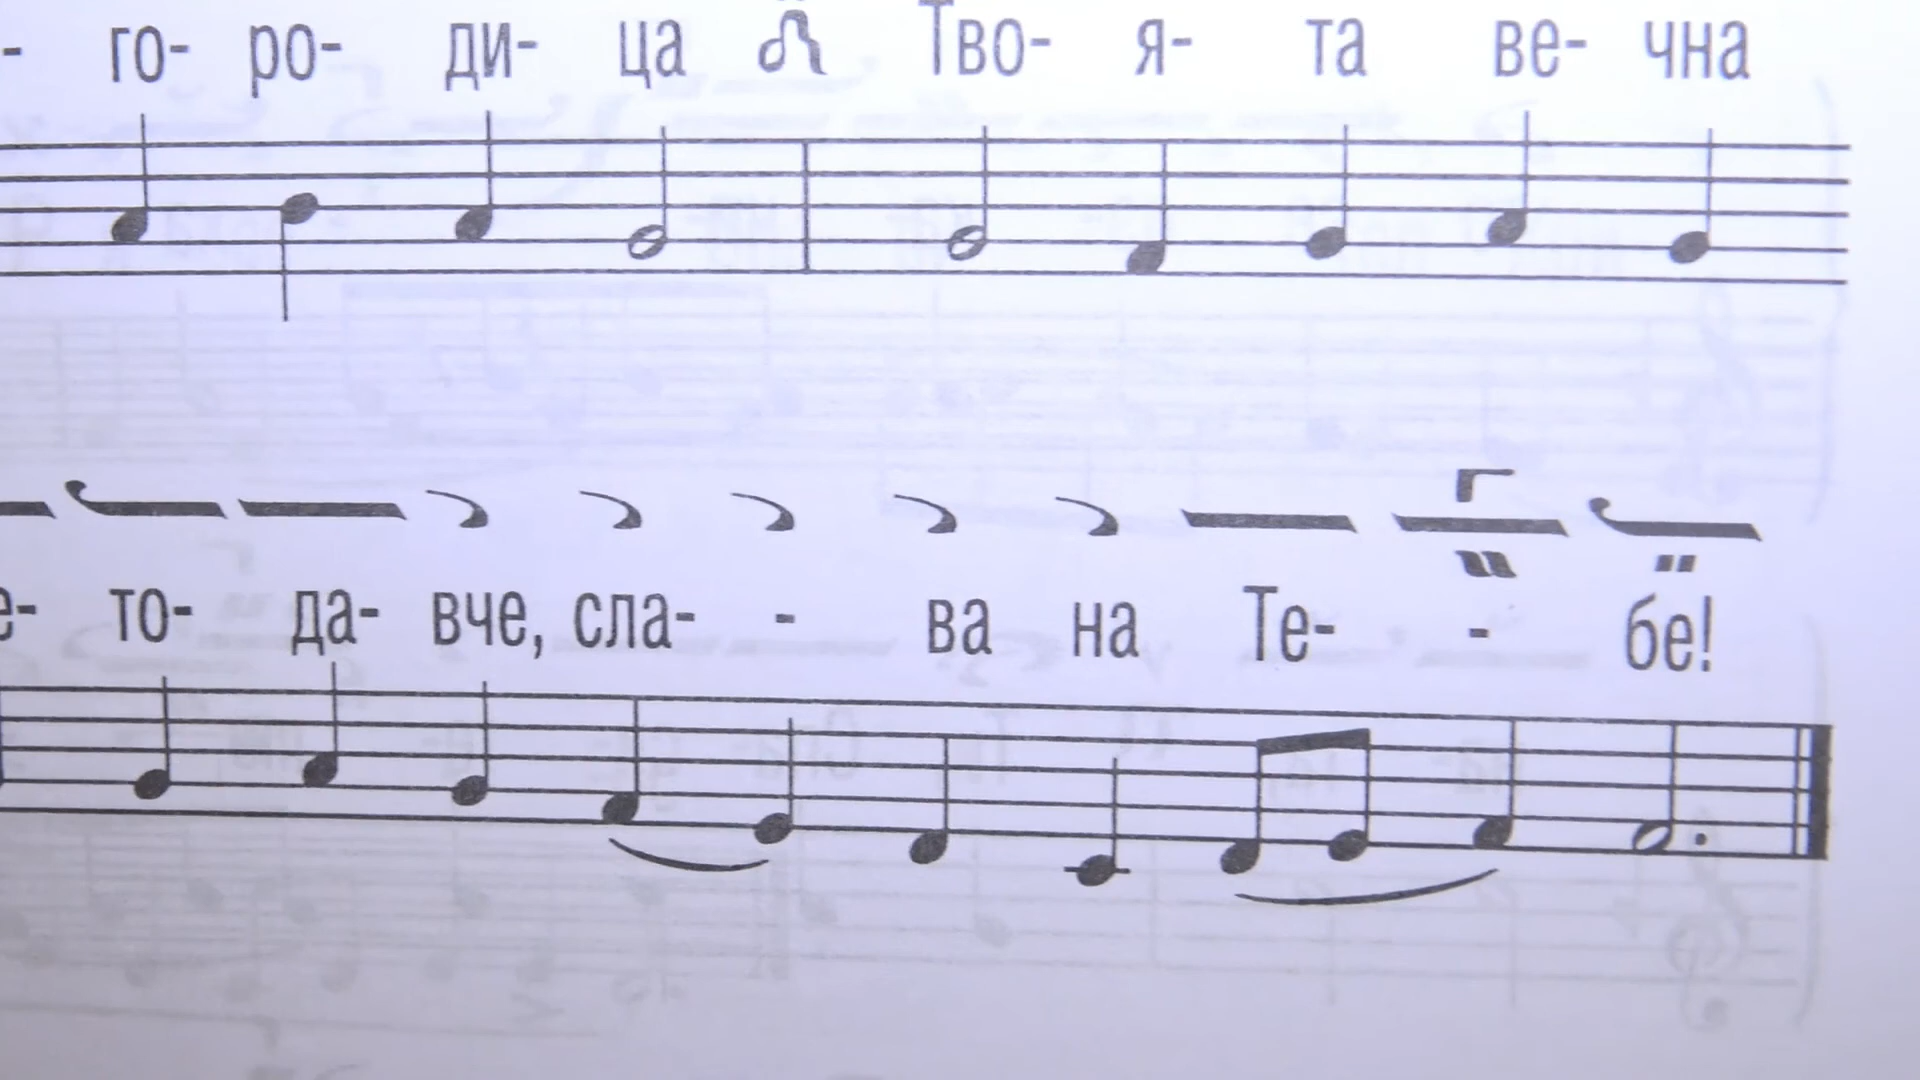 - го- ро- ди- ца Тво- я- та ве- чна
е- то- да- вче, сла- - ва на Те- - бе!